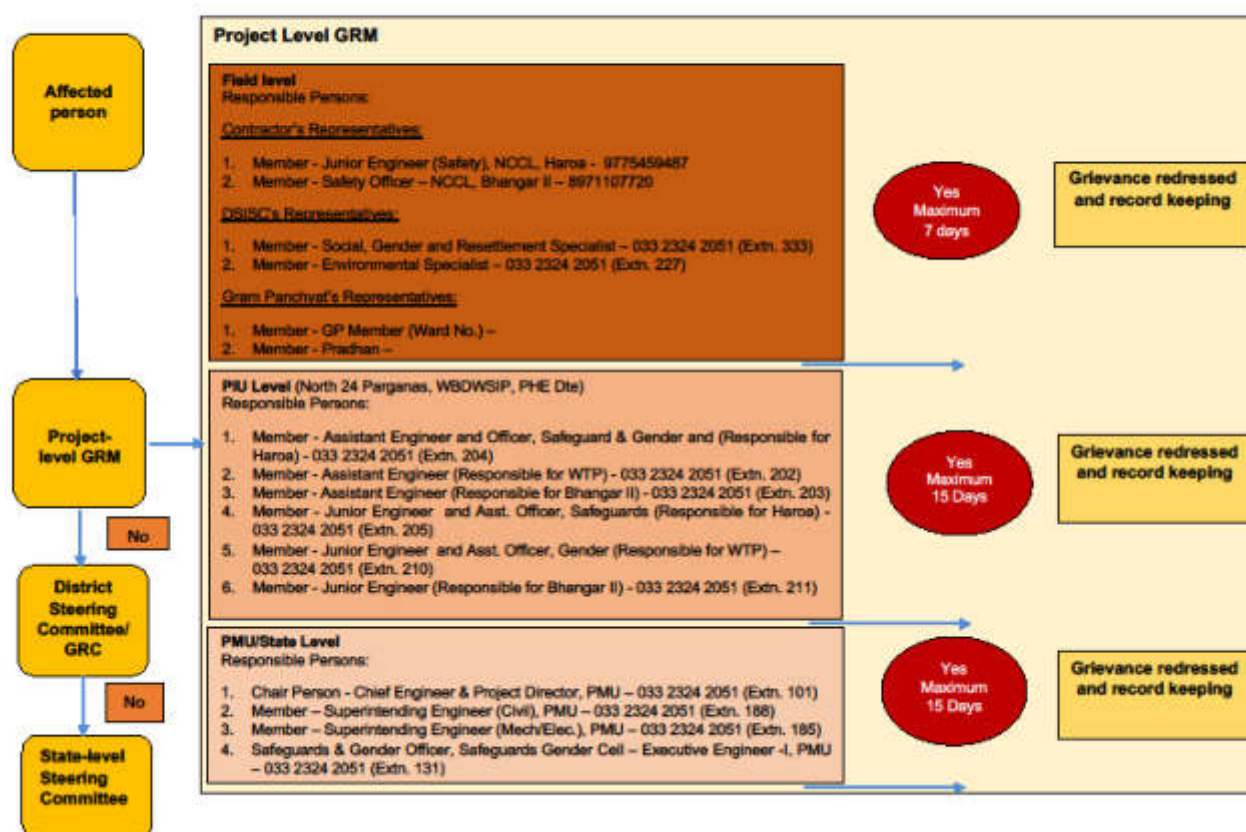 Affected
person
Project-
level GRM
No
District
Steering
Committee/
GRC
No
State-level
Steering
Committee
Project Level GRM
Field level
Responsible Persons:
Contractor's Representatives:
1. Member - Junior Engineer (Safety), NCCL, Haroa - 9775459487
2. Member - Safety Officer – NCCL, Bhangar II – 8971107720
DSISC's Representatives:
1. Member - Social, Gender and Resettlement Specialist – 033 2324 2051 (Extn. 333)
2. Member - Environmental Specialist – 033 2324 2051 (Extn. 227)
Gram Panchyat's Representatives:
1. Member - GP Member (Ward No.) –
2. Member - Pradhan –
Yes
Maximum
7 days
Grievance redressed
and record keeping
PIU Level (North 24 Parganas, WBDWSIP, PHE Dte)
Responsible Persons:
1. Member - Assistant Engineer and Officer, Safeguard & Gender and (Responsible for
Haroa) - 033 2324 2051 (Extn. 204)
2. Member - Assistant Engineer (Responsible for WTP) - 033 2324 2051 (Extn. 202)
3. Member - Assistant Engineer (Responsible for Bhangar II) - 033 2324 2051 (Extn. 203)
4. Member - Junior Engineer and Asst. Officer, Safeguards (Responsible for Haroa) -
033 2324 2051 (Extn. 205)
5. Member - Junior Engineer and Asst. Officer, Gender (Responsible for WTP) –
033 2324 2051 (Extn. 210)
6. Member - Junior Engineer (Responsible for Bhangar II) - 033 2324 2051 (Extn. 211)
Yes
Maximum
15 Days
Grievance redressed
and record keeping
PMU/State Level
Responsible Persons:
1. Chair Person - Chief Engineer & Project Director, PMU – 033 2324 2051 (Extn. 101)
2. Member – Superintending Engineer (Civil), PMU – 033 2324 2051 (Extn. 188)
3. Member – Superintending Engineer (Mech/Elec.), PMU – 033 2324 2051 (Extn. 185)
4. Safeguards & Gender Officer, Safeguards Gender Cell – Executive Engineer -I, PMU
– 033 2324 2051 (Extn. 131)
Yes
Maximum
15 Days
Grievance redressed
and record keeping